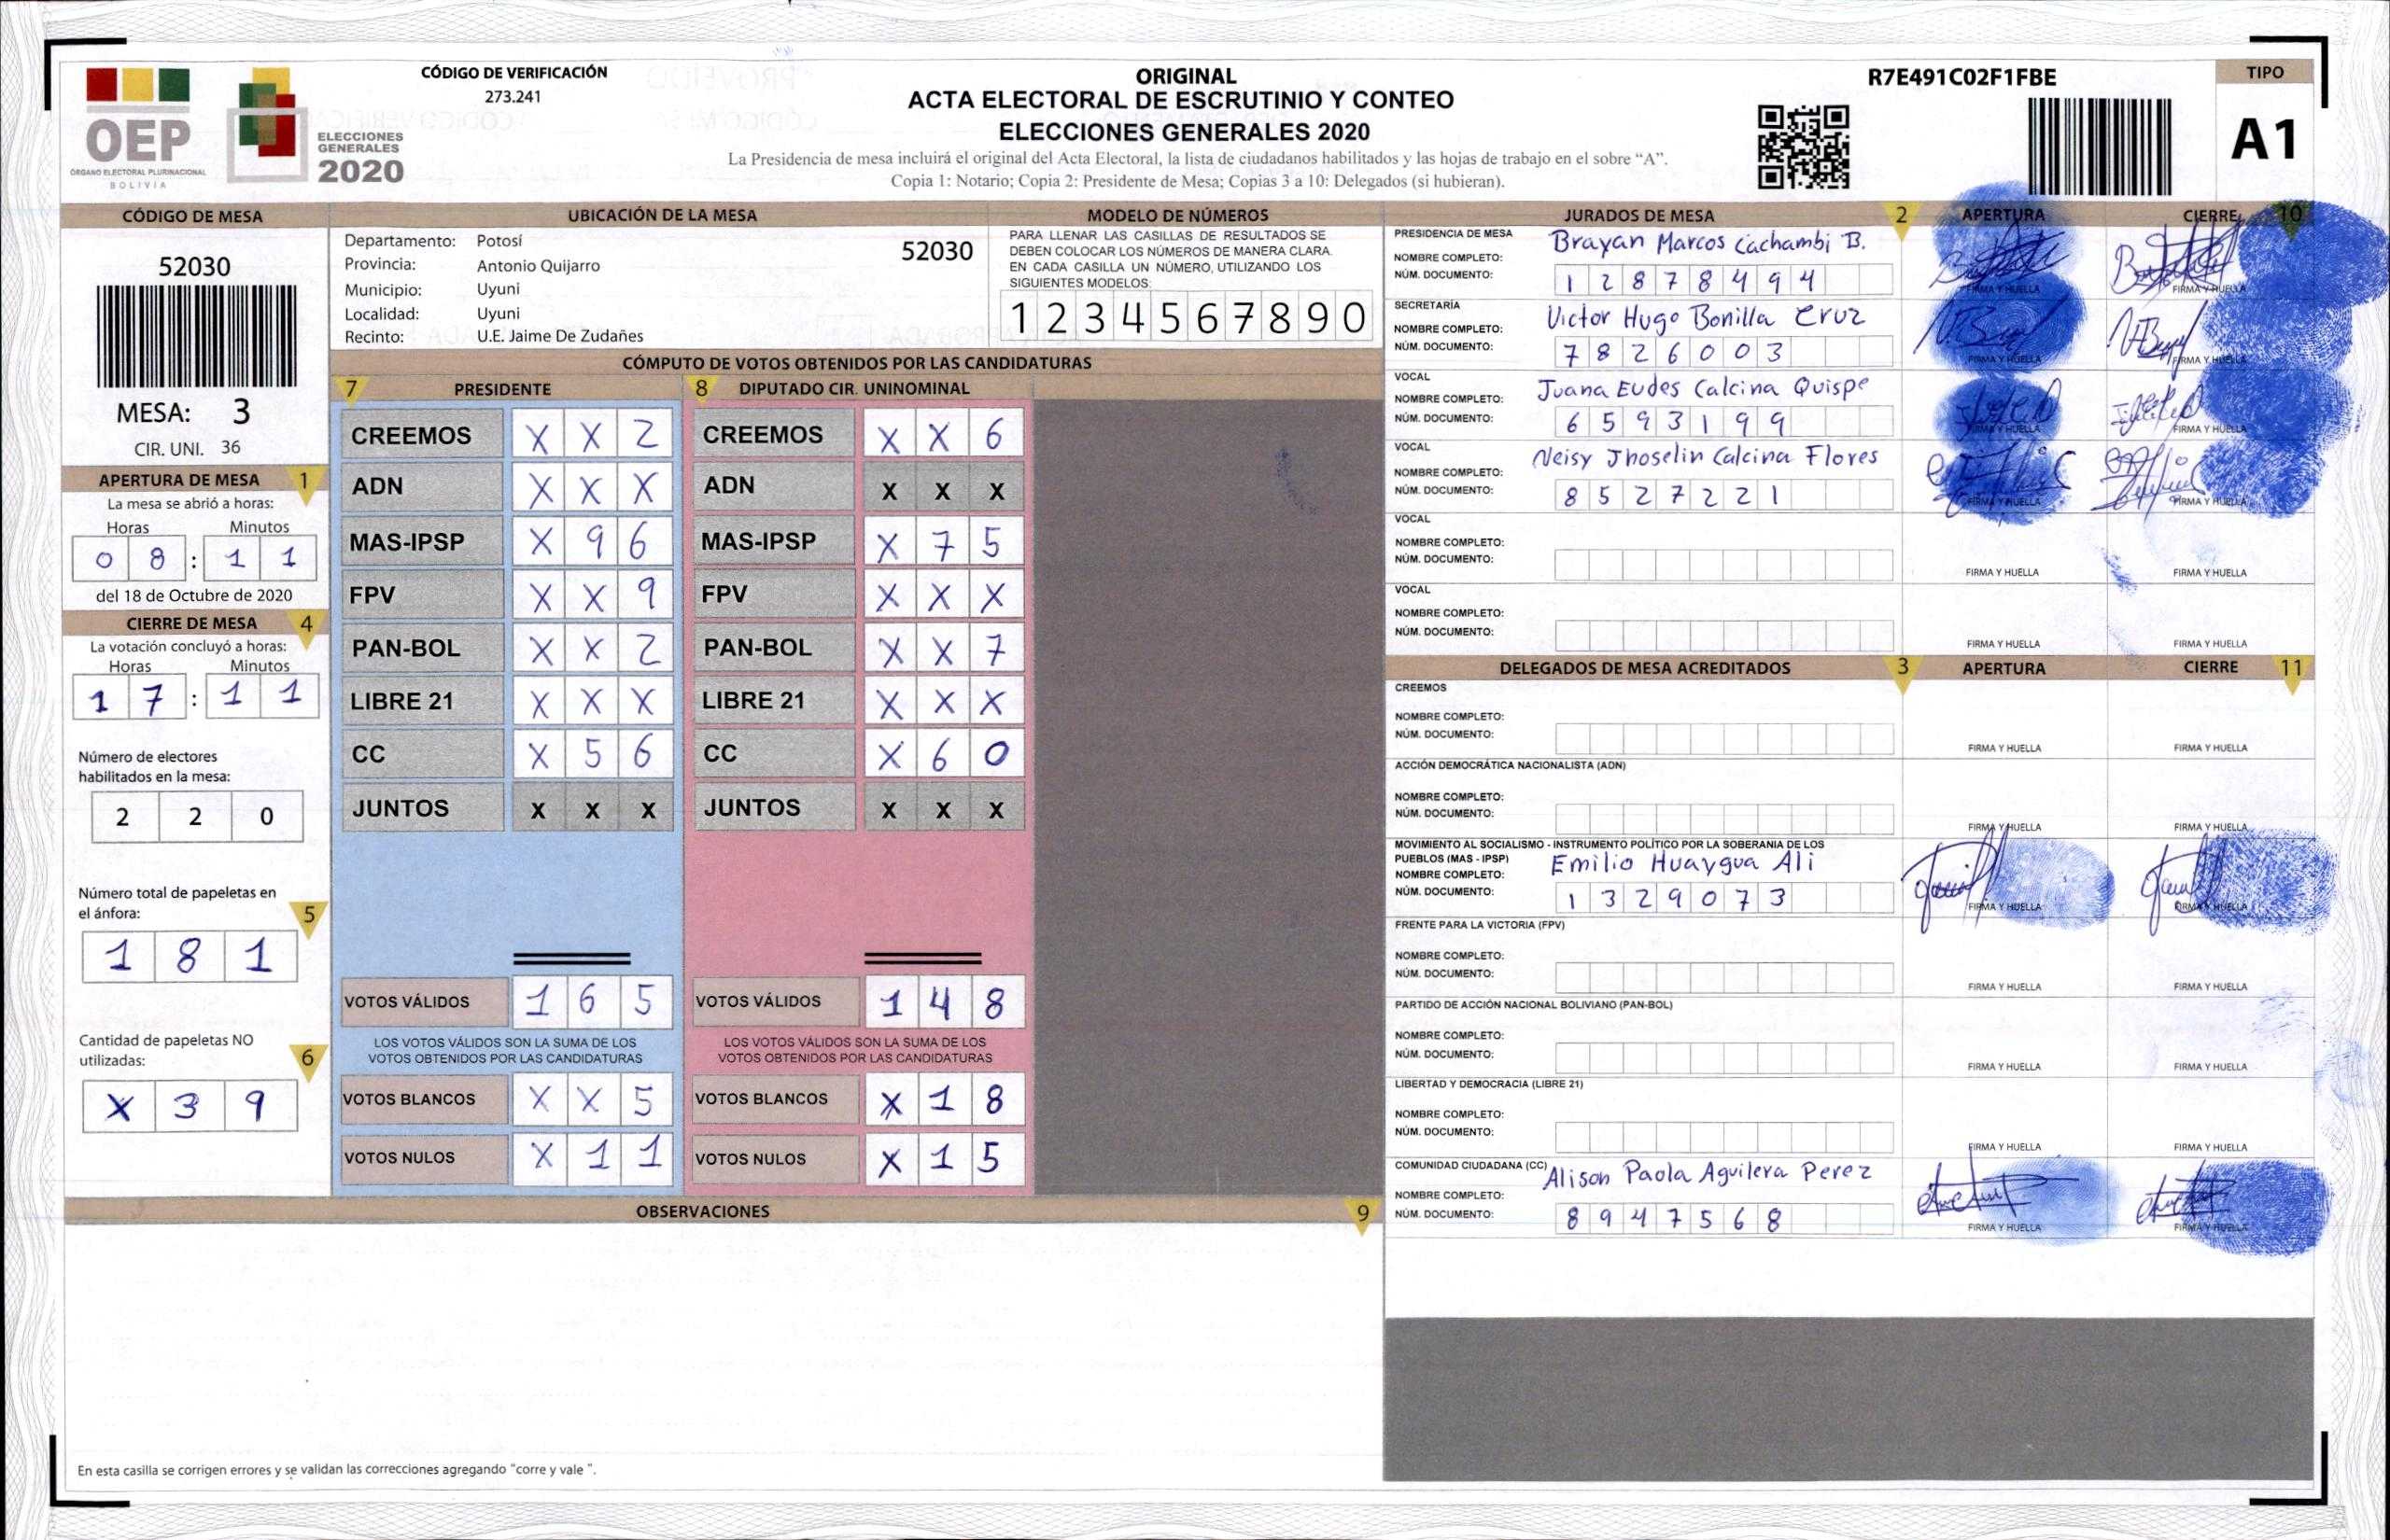 CÓDIGO DE VERIFICACIÓN
273.241
OEP
ÓRGANO ELECTORAL PLURINACIONAL
BOLIVIA
ELECCIONES
GENERALES
2020
ORIGINAL
ACTA ELECTORAL DE ESCRUTINIO Y CONTEO
ELECCIONES GENERALES 2020
La Presidencia de mesa incluirá el original del Acta Electoral, la lista de ciudadanos habilitados y las hojas de trabajo en el sobre “A”.
Copia 1: Notario; Copia 2: Presidente de Mesa; Copias 3 a 10: Delegados (si hubieran).
R7E491C02F1FBE
TIPO
A1
CÓDIGO DE MESA
52030
MESA: 3
CIR. UNI. 36
APERTURA DE MESA 1
La mesa se abrió a horas:
Horas Minutos
0 8 : 1 1
del 18 de Octubre de 2020
CIERRE DE MESA 4
La votación concluyó a horas:
Horas Minutos
1 7 : 1 1
Número de electores
habilitados en la mesa:
2 2 0
Número total de papeletas en
el ánfora: 5
1 8 1
Cantidad de papeletas NO
utilizadas: 6
X 3 9
UBICACIÓN DE LA MESA
Departamento: Potosí
52030
Provincia: Antonio Quijarro
Municipio: Uyuni
Localidad: Uyuni
Recinto: U.E. Jaime De Zudañes
MODELO DE NÚMEROS
PARA LLENAR LAS CASILLAS DE RESULTADOS SE
DEBEN COLOCAR LOS NÚMEROS DE MANERA CLARA.
EN CADA CASILLA UN NÚMERO, UTILIZANDO LOS
SIGUIENTES MODELOS:
1 2 3 4 5 6 7 8 9 0
CÓMPUTO DE VOTOS OBTENIDOS POR LAS CANDIDATURAS
7 PRESIDENTE
CREEMOS X X 2
ADN X X X
MAS-IPSP X 9 6
FPV X X 9
PAN-BOL X X 2
LIBRE 21 X X X
CC X 5 6
JUNTOS X X X
VOTOS VÁLIDOS 1 6 5
LOS VOTOS VÁLIDOS SON LA SUMA DE LOS
VOTOS OBTENIDOS POR LAS CANDIDATURAS
VOTOS BLANCOS X X 5
VOTOS NULOS X 1 1
8 DIPUTADO CIR. UNINOMINAL
CREEMOS X X 6
ADN X X X
MAS-IPSP X 7 5
FPV X X X
PAN-BOL X X 7
LIBRE 21 X X X
CC X 6 0
JUNTOS X X X
VOTOS VÁLIDOS 1 4 8
LOS VOTOS VÁLIDOS SON LA SUMA DE LOS
VOTOS OBTENIDOS POR LAS CANDIDATURAS
VOTOS BLANCOS X 1 8
VOTOS NULOS X 1 5
OBSERVACIONES 9
En esta casilla se corrigen errores y se validan las correcciones agregando “corre y vale ”.
JURADOS DE MESA 2 APERTURA CIERRE 10
PRESIDENCIA DE MESA
NOMBRE COMPLETO: Brayan Marcos Cachambi B.
NÚM. DOCUMENTO: 1 2 8 7 8 4 9 4
FIRMA Y HUELLA FIRMA Y HUELLA
SECRETARÍA
NOMBRE COMPLETO: Victor Hugo Bonilla Cruz
NÚM. DOCUMENTO: 7 8 2 6 0 0 3
FIRMA Y HUELLA FIRMA Y HUELLA
VOCAL
NOMBRE COMPLETO: Juana Eudes Calcina Quispe
NÚM. DOCUMENTO: 6 5 9 3 1 9 9
FIRMA Y HUELLA FIRMA Y HUELLA
VOCAL
NOMBRE COMPLETO: Neisy Jhoselin Calcina Flores
NÚM. DOCUMENTO: 8 5 2 7 2 2 1
FIRMA Y HUELLA FIRMA Y HUELLA
VOCAL
NOMBRE COMPLETO:
NÚM. DOCUMENTO:
FIRMA Y HUELLA FIRMA Y HUELLA
VOCAL
NOMBRE COMPLETO:
NÚM. DOCUMENTO:
FIRMA Y HUELLA FIRMA Y HUELLA
DELEGADOS DE MESA ACREDITADOS 3 APERTURA CIERRE 11
CREEMOS
NOMBRE COMPLETO:
NÚM. DOCUMENTO:
FIRMA Y HUELLA FIRMA Y HUELLA
ACCIÓN DEMOCRÁTICA NACIONALISTA (ADN)
NOMBRE COMPLETO:
NÚM. DOCUMENTO:
FIRMA Y HUELLA FIRMA Y HUELLA
MOVIMIENTO AL SOCIALISMO - INSTRUMENTO POLÍTICO POR LA SOBERANIA DE LOS
PUEBLOS (MAS - IPSP)
NOMBRE COMPLETO: Emilio Huaygua Ali
NÚM. DOCUMENTO: 1 3 2 9 0 7 3
FIRMA Y HUELLA FIRMA Y HUELLA
FRENTE PARA LA VICTORIA (FPV)
NOMBRE COMPLETO:
NÚM. DOCUMENTO:
FIRMA Y HUELLA FIRMA Y HUELLA
PARTIDO DE ACCIÓN NACIONAL BOLIVIANO (PAN-BOL)
NOMBRE COMPLETO:
NÚM. DOCUMENTO:
FIRMA Y HUELLA FIRMA Y HUELLA
LIBERTAD Y DEMOCRACIA (LIBRE 21)
NOMBRE COMPLETO:
NÚM. DOCUMENTO:
FIRMA Y HUELLA FIRMA Y HUELLA
COMUNIDAD CIUDADANA (CC)
NOMBRE COMPLETO: Alison Paola Aguilera Perez
NÚM. DOCUMENTO: 8 9 4 7 5 6 8
FIRMA Y HUELLA FIRMA Y HUELLA